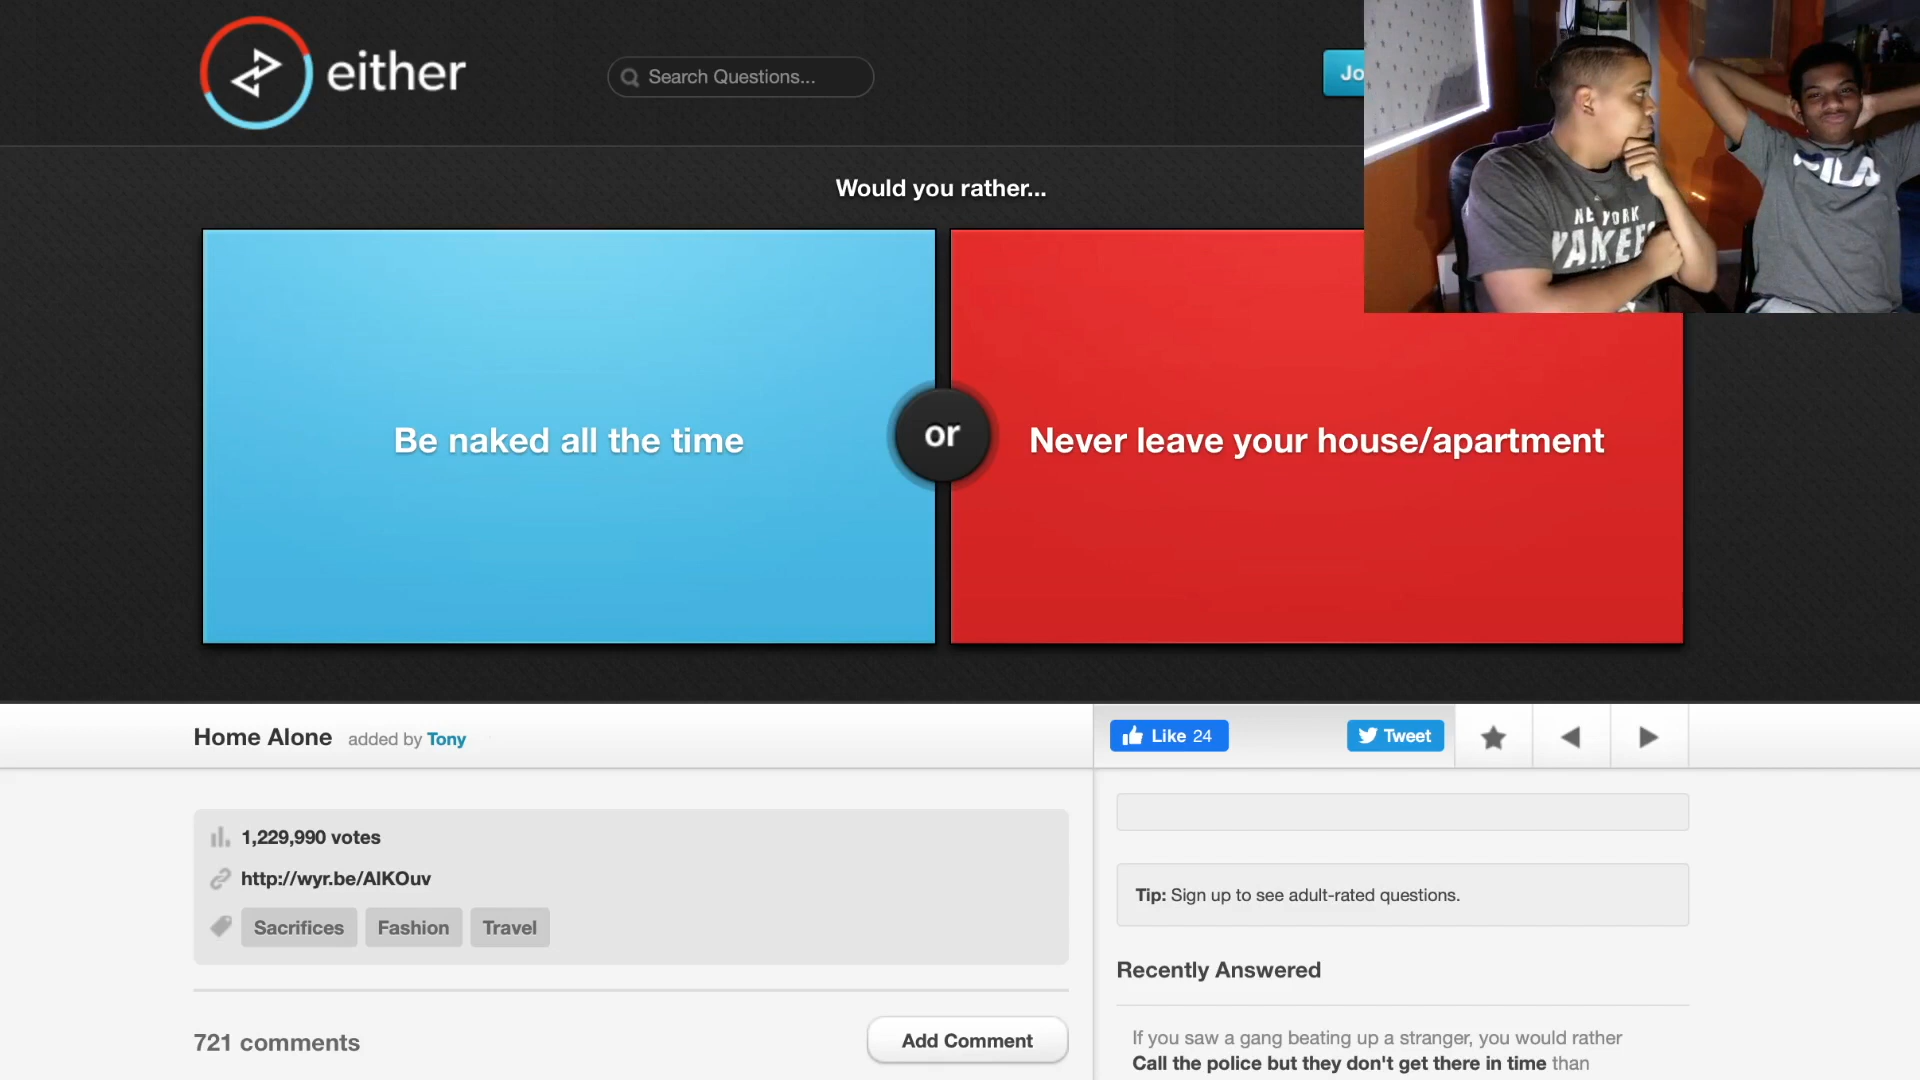 either
Search Questions...
Jo
Would you rather...
Be naked all the time
or
Never leave your house/apartment
NEW YORK
YANKEES
FILA
Home Alone added by Tony
Like 24
Tweet
1,229,990 votes
http://wyr.be/AlKOuv
Sacrifices Fashion Travel
Tip: Sign up to see adult-rated questions.
Recently Answered
721 comments
Add Comment
If you saw a gang beating up a stranger, you would rather
Call the police but they don't get there in time than